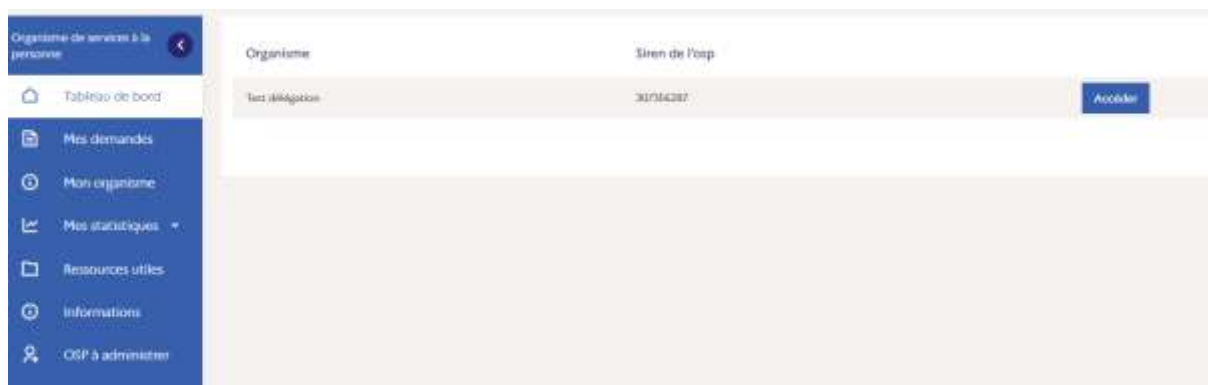 Organisme de services à la
personne
Organisme
Siren de l'osp
Tableau de bord
Test délégation
Accéder
Mes demandes
Mon organisme
Mes statistiques
Ressources utiles
Informations
OSP à administrer